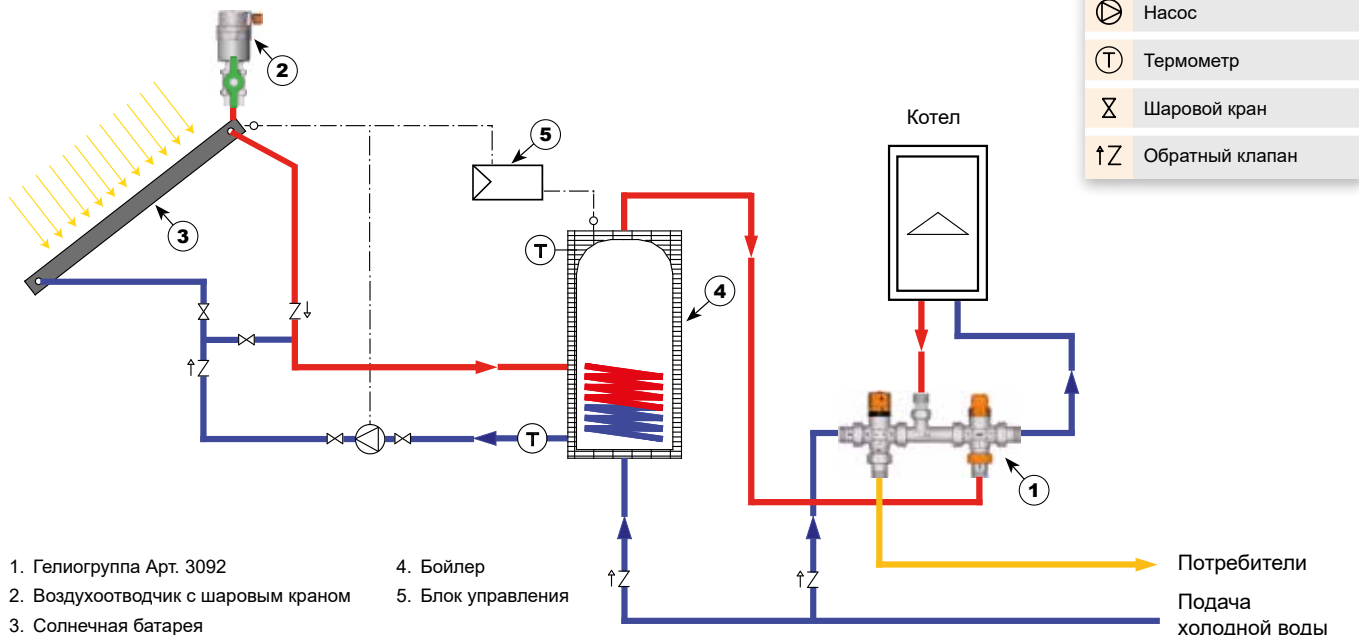 Насос
T Термометр
Шаровой кран
Обратный клапан
Котел
2
5
3
T
4
T
1
1. Гелиогруппа Арт. 3092
2. Воздухоотводчик с шаровым краном
3. Солнечная батарея
4. Бойлер
5. Блок управления
Потребители
Подача
холодной воды